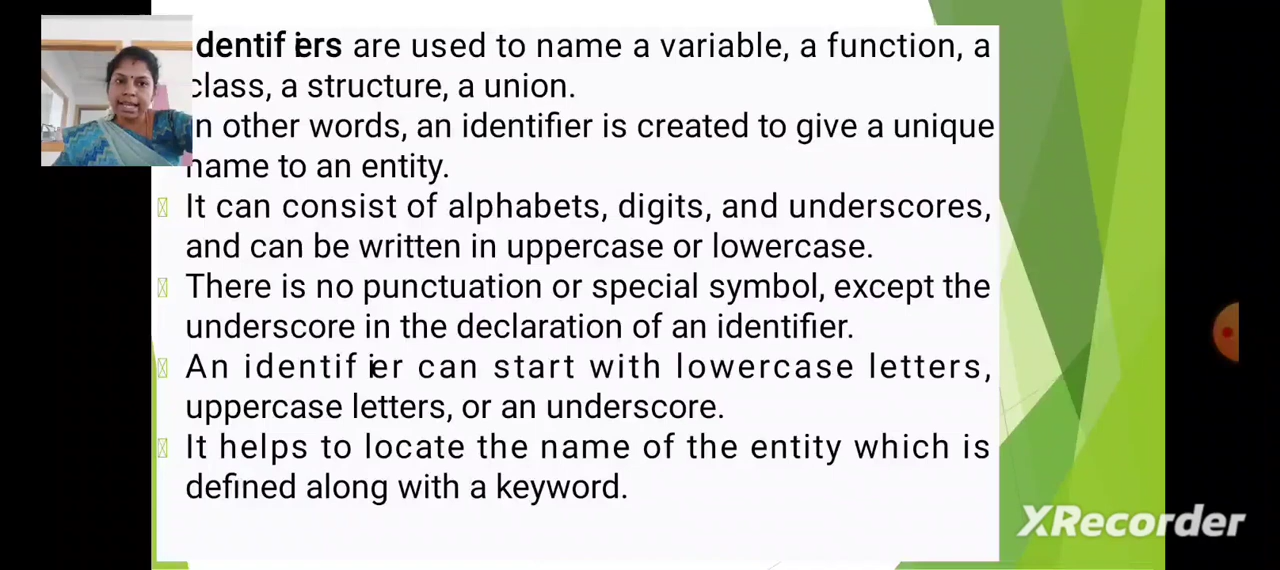 dentifiers are used to name a variable, a function, a
class, a structure, a union.
n other words, an identifier is created to give a unique
name to an entity.
It can consist of alphabets, digits, and underscores,
and can be written in uppercase or lowercase.
There is no punctuation or special symbol, except the
underscore in the declaration of an identifier.
An identifier can start with lowercase letters,
uppercase letters, or an underscore.
It helps to locate the name of the entity which is
defined along with a keyword.
XRecorder